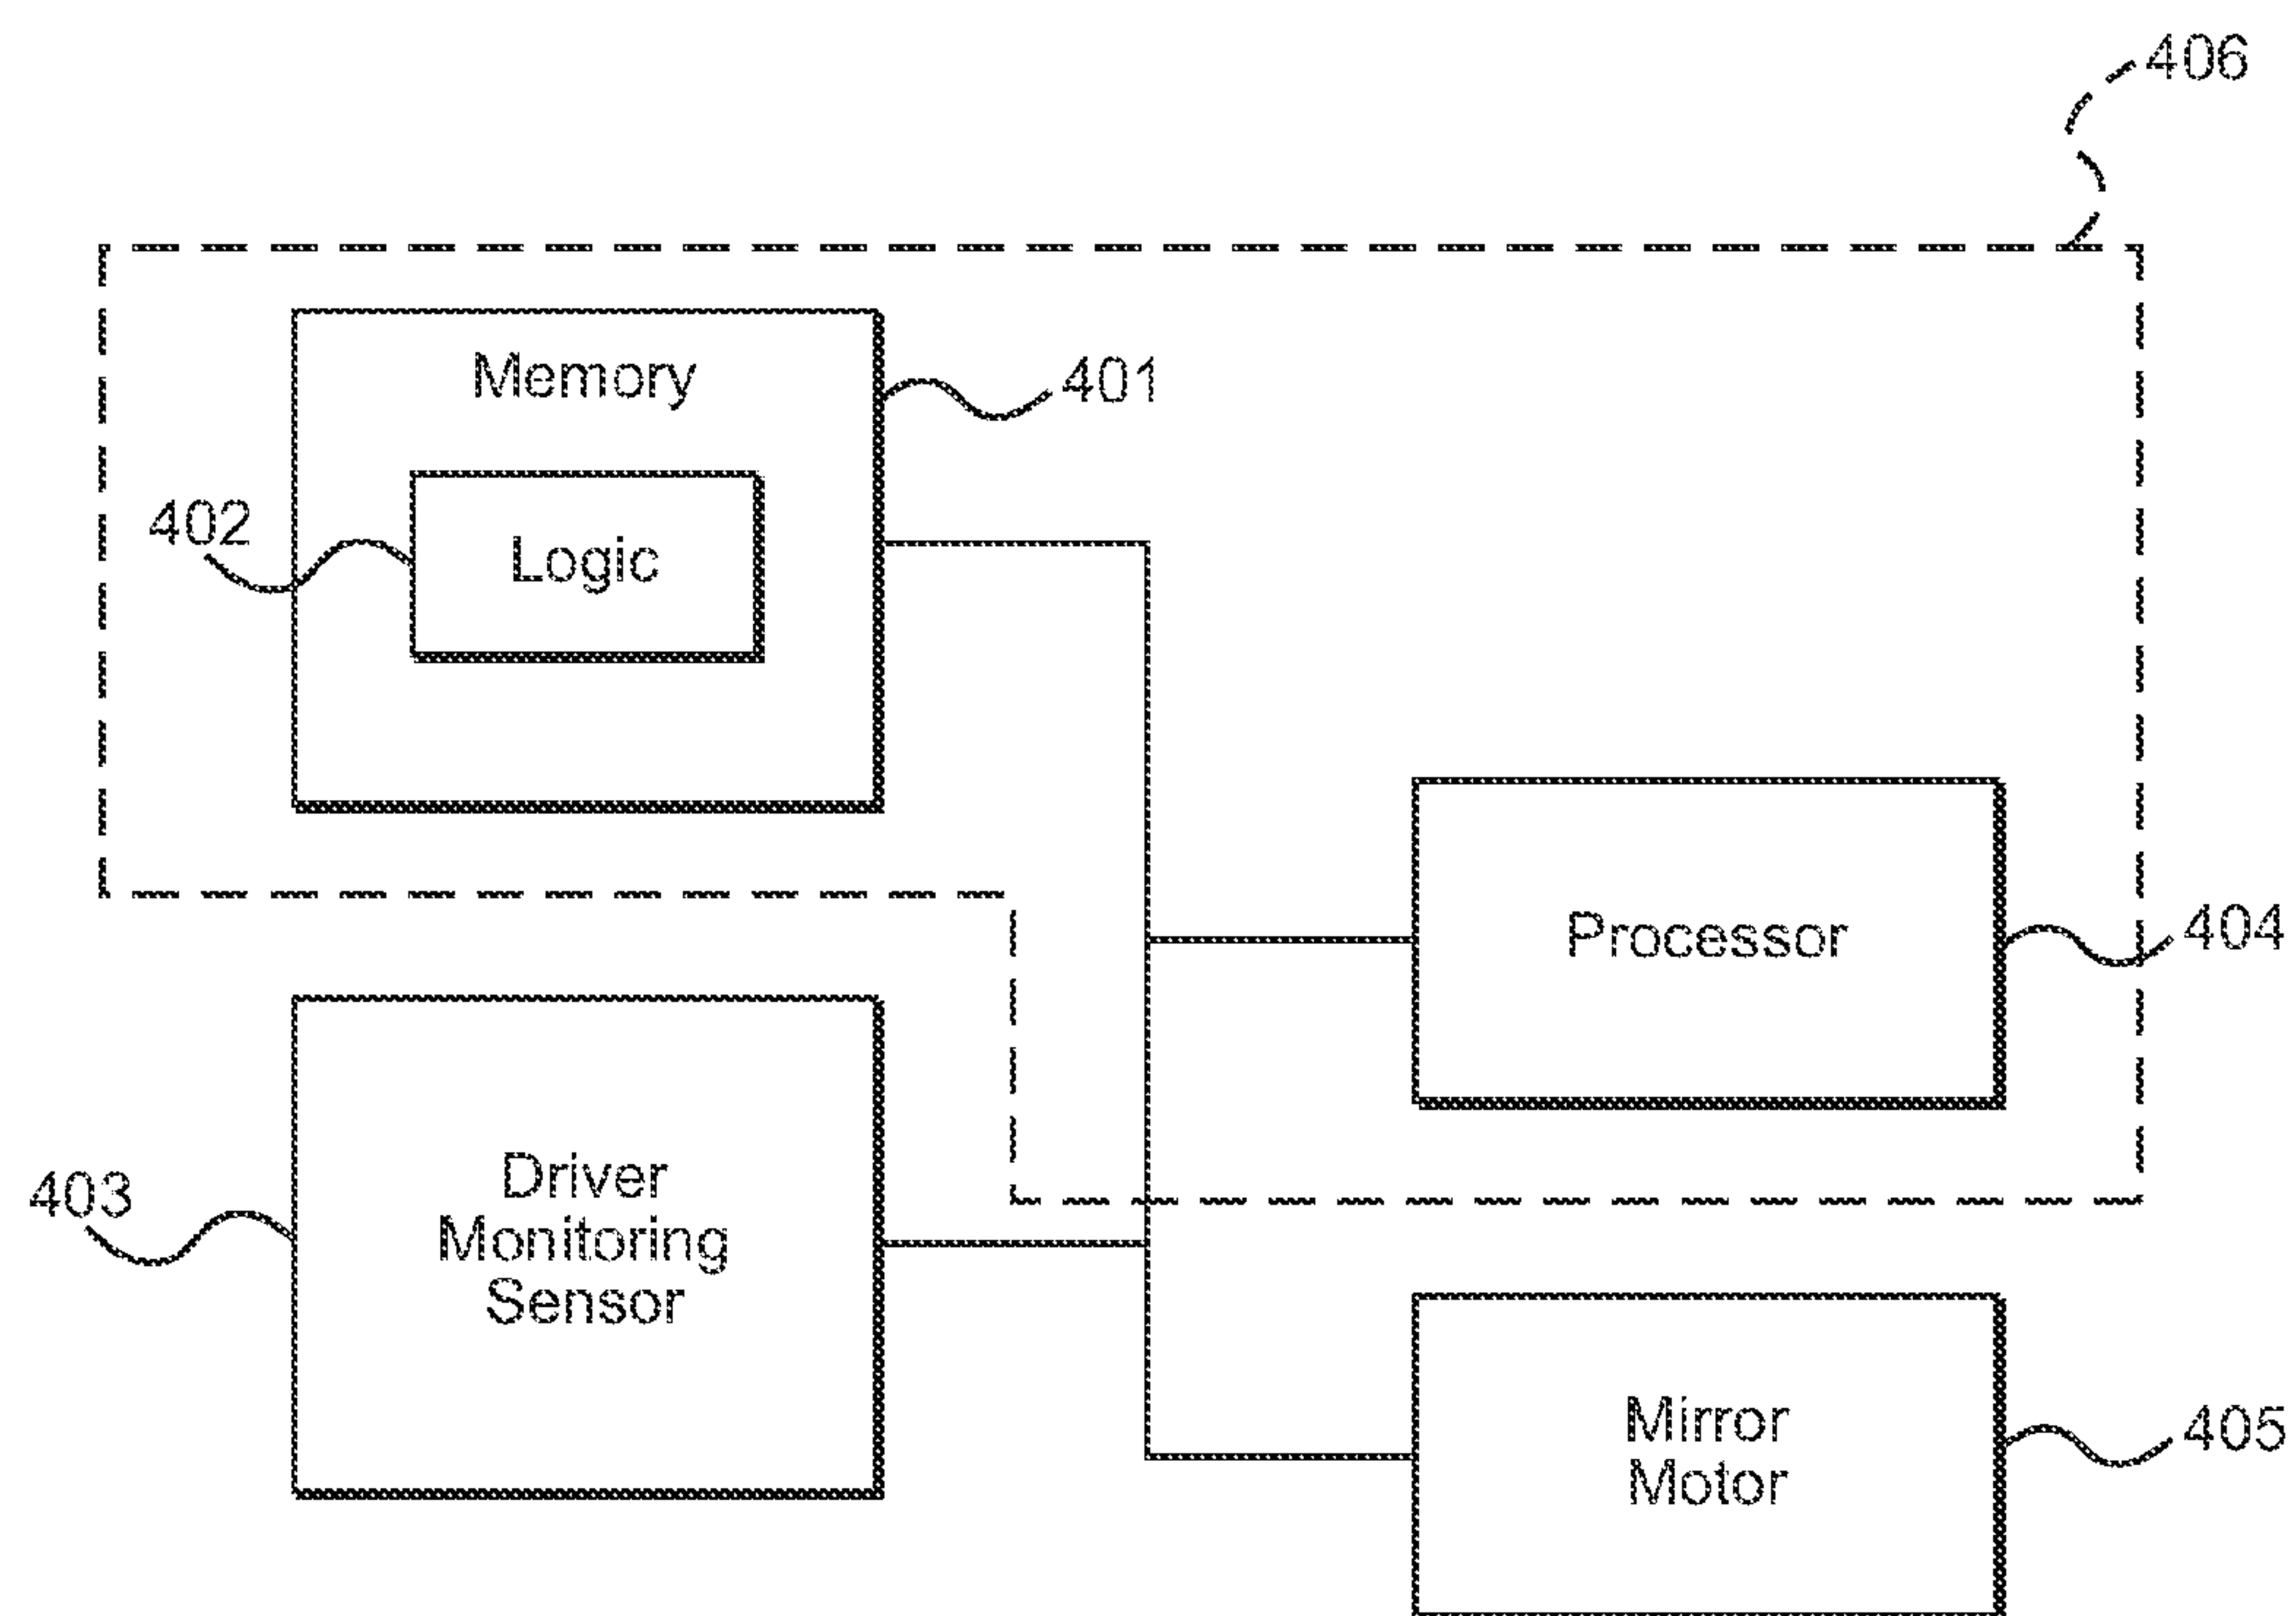 406
Memory
401
402
Logic
Processor
404
403
Driver
Monitoring
Sensor
Mirror
Motor
405